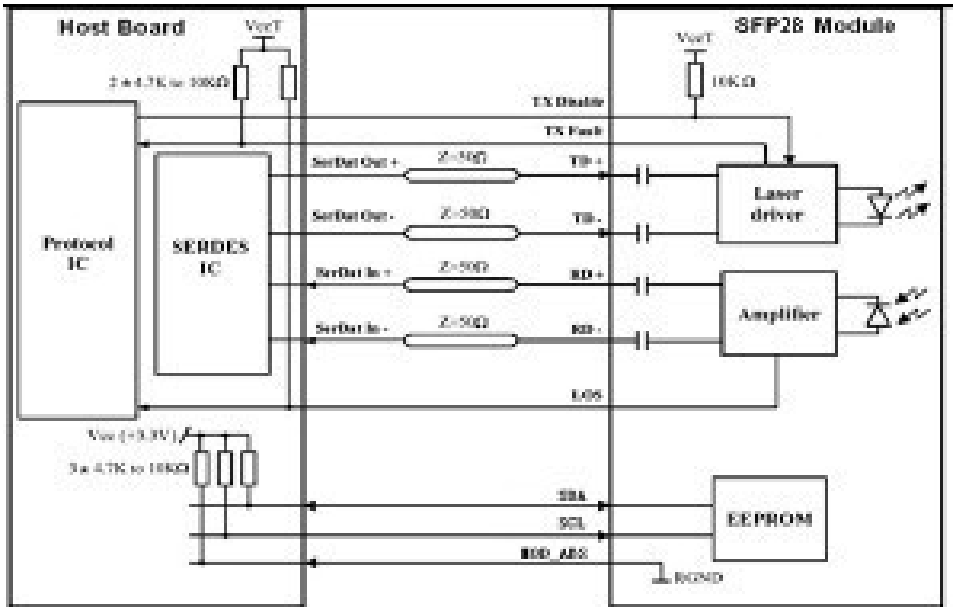 Host Board
SFP28 Module
VccT
VccT
2 × 4.7K to 10KΩ
10KΩ
TX Disable
TX Fault
SerDat Out +
Z=50Ω
TD +
Laser
driver
SerDat Out -
Z=50Ω
TD -
Protocol
IC
SERDES
IC
SerDat In +
Z=50Ω
RD +
Amplifier
SerDat In -
Z=50Ω
RD -
LOS
Vcc (+3.3V)
3 × 4.7K to 10KΩ
SDA
SCL
EEPROM
MOD_ABS
RGND